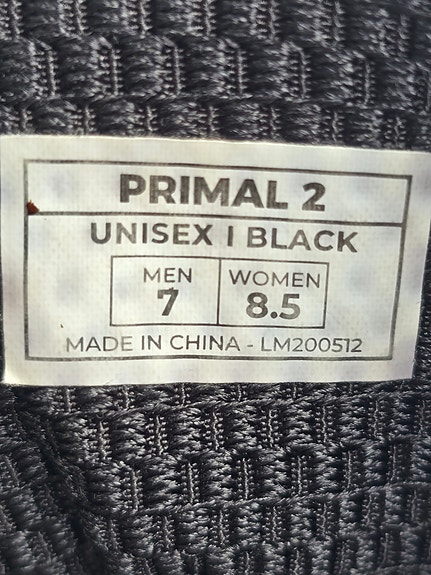 PRIMAL 2
UNISEX | BLACK
MEN WOMEN
7 8.5
MADE IN CHINA - LM200512